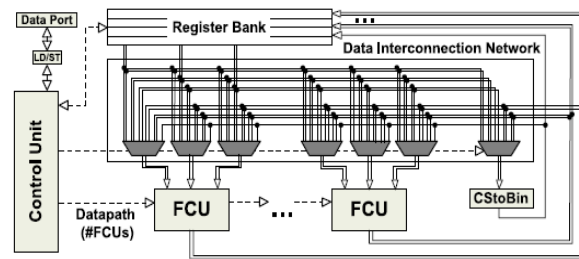 Data Port
Register Bank
...
LD/ST
Data Interconnection Network
Control Unit
Datapath
(#FCUs)
FCU
...
FCU
CStoBin